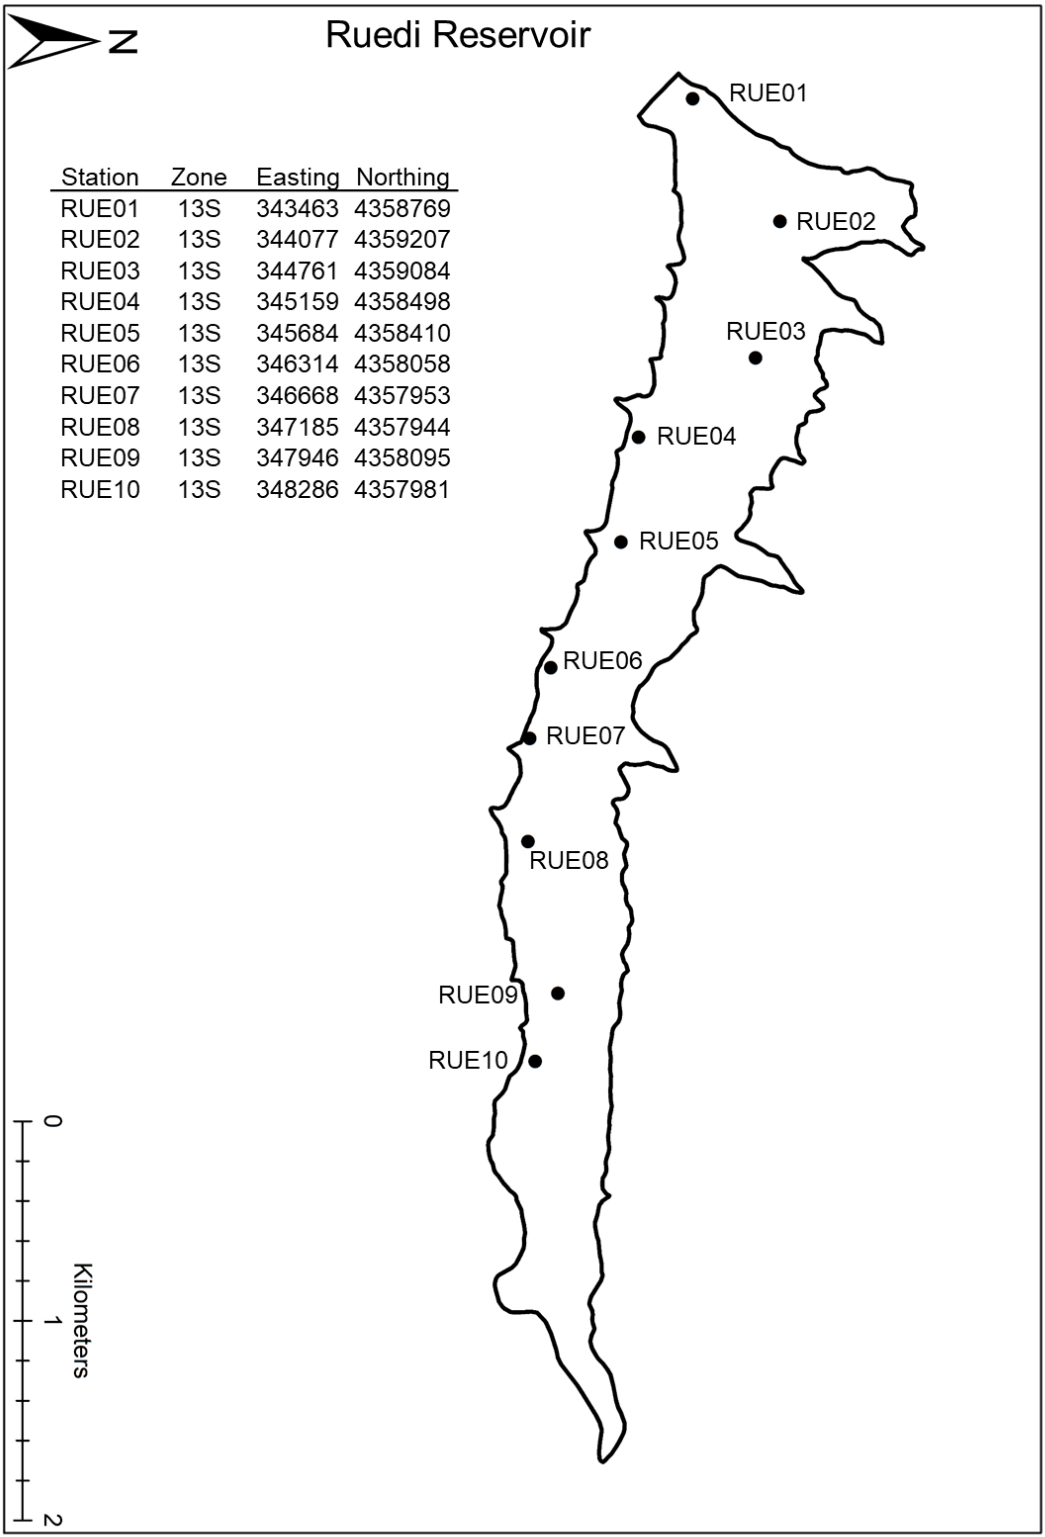 N
Ruedi Reservoir
Station Zone Easting Northing
RUE01 13S 343463 4358769
RUE02 13S 344077 4359207
RUE03 13S 344761 4359084
RUE04 13S 345159 4358498
RUE05 13S 345684 4358410
RUE06 13S 346314 4358058
RUE07 13S 346668 4357953
RUE08 13S 347185 4357944
RUE09 13S 347946 4358095
RUE10 13S 348286 4357981
RUE01
RUE02
RUE03
RUE04
RUE05
RUE06
RUE07
RUE08
RUE09
RUE10
0
1
2
Kilometers